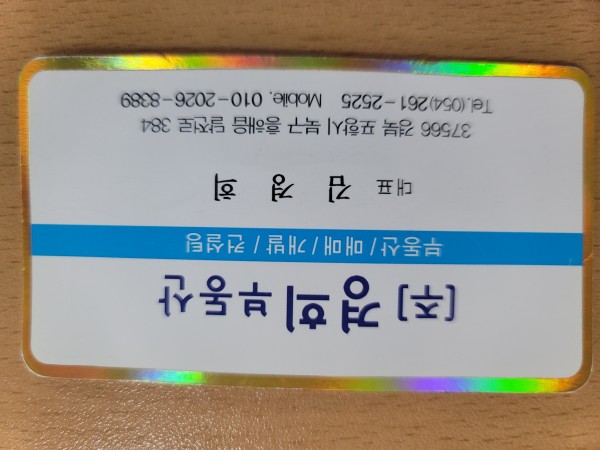 [주] 경희부동산
부동산 / 매매 / 개발 / 컨설팅
대표 김 경 희
37566 경북 포항시 북구 흥해읍 달전로 384
Tel.(054)261-2525 Mobile. 010-2026-8389